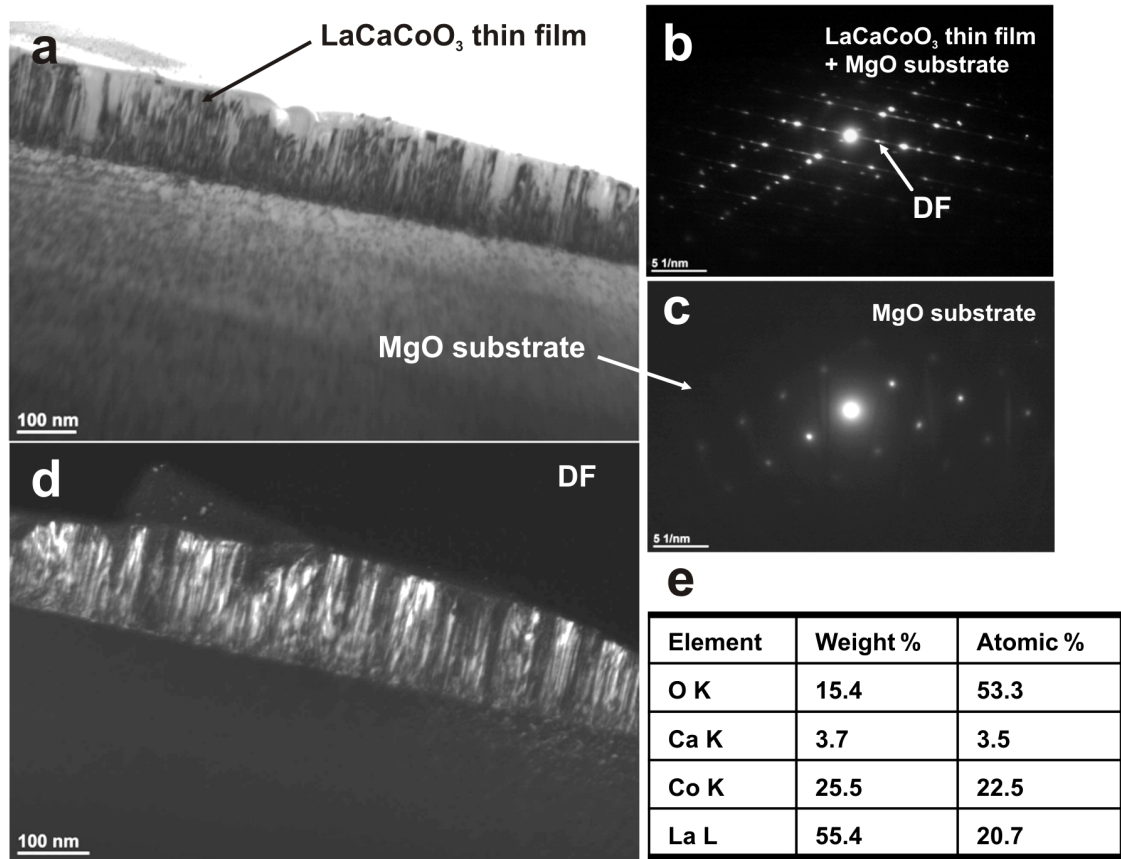 a
LaCaCoO₃ thin film
MgO substrate
100 nm
b
LaCaCoO₃ thin film
+ MgO substrate
DF
5 1/nm
c
MgO substrate
5 1/nm
d
DF
100 nm
e
Element Weight % Atomic %
O K 15.4 53.3
Ca K 3.7 3.5
Co K 25.5 22.5
La L 55.4 20.7